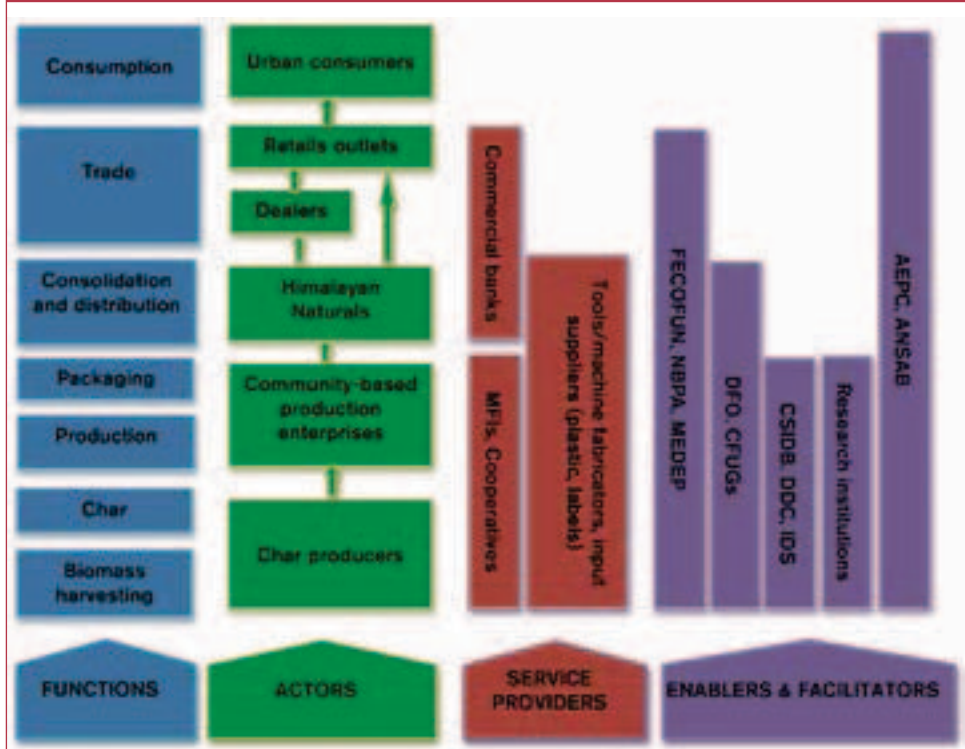 Consumption
Trade
Consolidation
and distribution
Packaging
Production
Char
Biomass
harvesting
FUNCTIONS
Urban consumers
Retails outlets
Dealers
Himalayan
Naturals
Community-based
production
enterprises
Char producers
ACTORS
Commercial banks
MFIs, Cooperatives
Tools/machine fabricators, input
suppliers (plastic, labels)
SERVICE
PROVIDERS
FECOFUN, NBPA, MEDEP
DFO, CFUGs
CSIDB, DDC, IDS
Research institutions
AEPC, ANSAB
ENABLERS & FACILITATORS